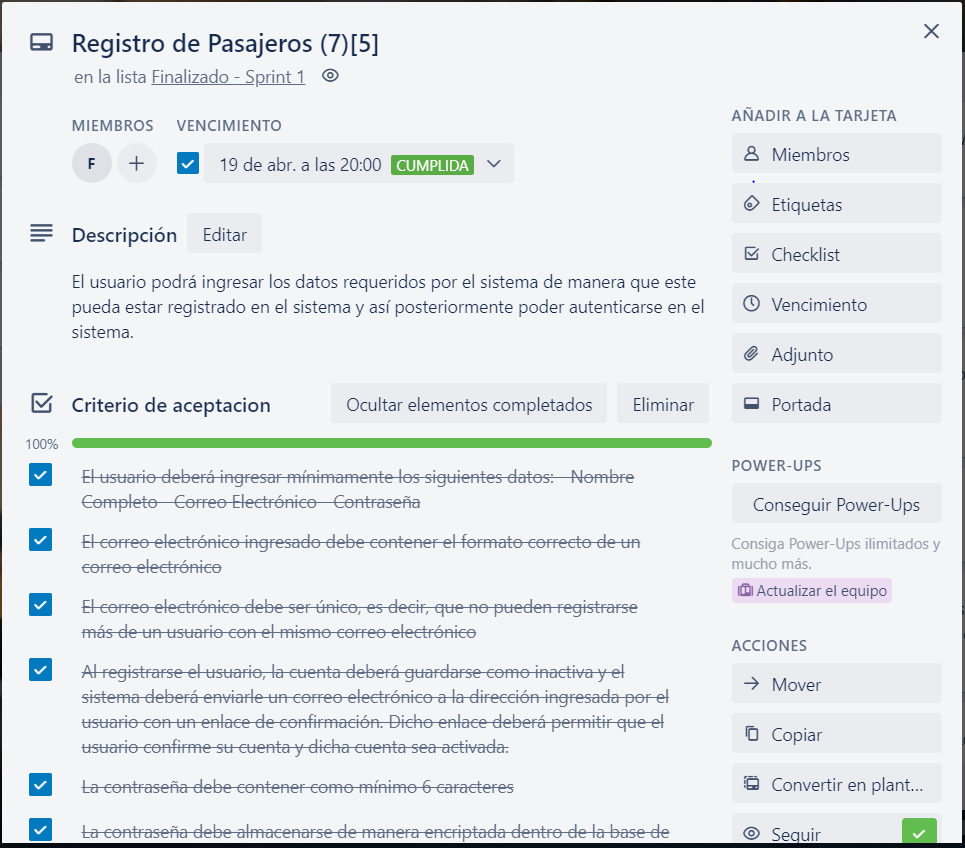 Registro de Pasajeros (7)[5]
en la lista Finalizado - Sprint 1
MIEMBROS
VENCIMIENTO
F
19 de abr. a las 20:00 CUMPLIDA
Descripción
Editar
El usuario podrá ingresar los datos requeridos por el sistema de manera que este
pueda estar registrado en el sistema y así posteriormente poder autenticarse en el
sistema.
Criterio de aceptacion
Ocultar elementos completados
Eliminar
100%
El usuario deberá ingresar mínimamente los siguientes datos: - Nombre
Completo - Correo Electrónico - Contraseña
El correo electrónico ingresado debe contener el formato correcto de un
correo electrónico
El correo electrónico debe ser único, es decir, que no pueden registrarse
más de un usuario con el mismo correo electrónico
Al registrarse el usuario, la cuenta deberá guardarse como inactiva y el
sistema deberá enviarle un correo electrónico a la dirección ingresada por el
usuario con un enlace de confirmación. Dicho enlace deberá permitir que el
usuario confirme su cuenta y dicha cuenta sea activada.
La contraseña debe contener como mínimo 6 caracteres
La contraseña debe almacenarse de manera encriptada dentro de la base de
AÑADIR A LA TARJETA
Miembros
Etiquetas
Checklist
Vencimiento
Adjunto
Portada
POWER-UPS
Conseguir Power-Ups
Consiga Power-Ups ilimitados y
mucho más.
Actualizar el equipo
ACCIONES
Mover
Copiar
Convertir en plant...
Seguir